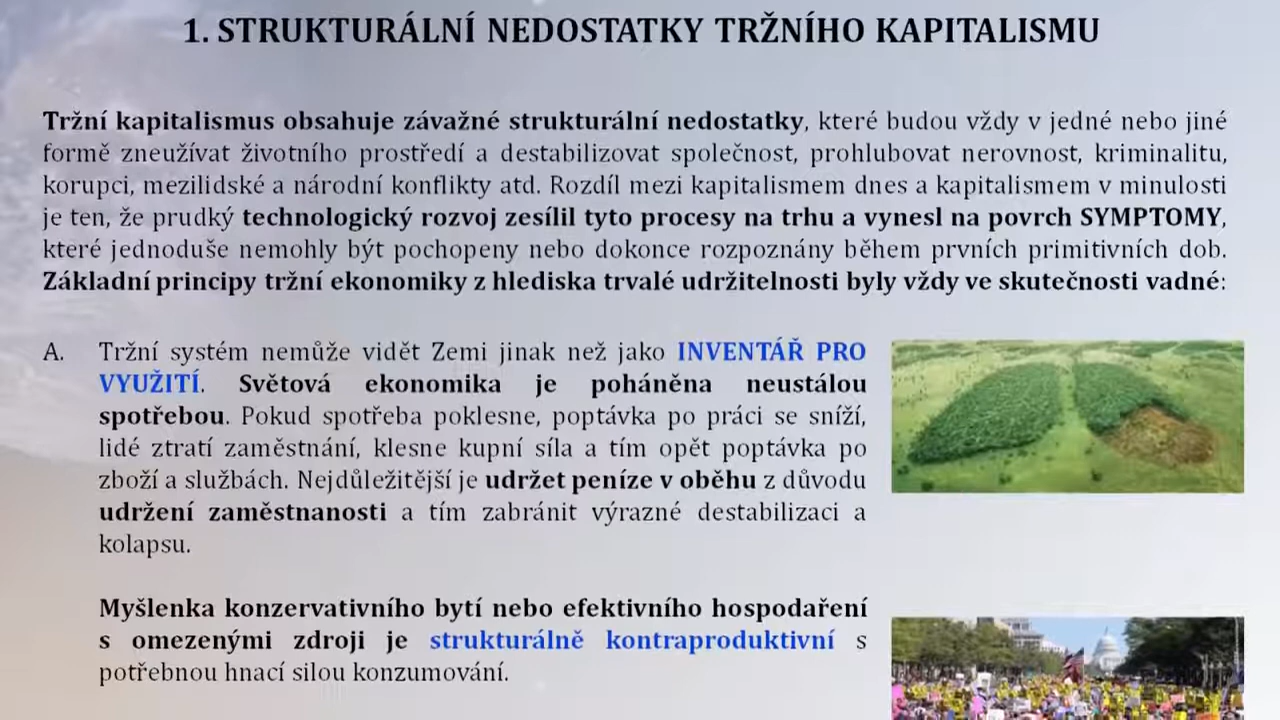 1. STRUKTURÁLNÍ NEDOSTATKY TRŽNÍHO KAPITALISMU
Tržní kapitalismus obsahuje závažné strukturální nedostatky, které budou vždy v jedné nebo jiné
formě zneužívat životního prostředí a destabilizovat společnost, prohlubovat nerovnost, kriminalitu,
korupci, mezilidské a národní konflikty atd. Rozdíl mezi kapitalismem dnes a kapitalismem v minulosti
je ten, že prudký technologický rozvoj zesílil tyto procesy na trhu a vynesl na povrch SYMPTOMY,
které jednoduše nemohly být pochopeny nebo dokonce rozpoznány během prvních primitivních dob.
Základní principy tržní ekonomiky z hlediska trvalé udržitelnosti byly vždy ve skutečnosti vadné:
A. Tržní systém nemůže vidět Zemi jinak než jako INVENTÁŘ PRO
VYUŽITÍ. Světová ekonomika je poháněna neustálou
spotřebou. Pokud spotřeba poklesne, poptávka po práci se sníží,
lidé ztratí zaměstnání, klesne kupní síla a tím opět poptávka po
zboží a službách. Nejdůležitější je udržet peníze v oběhu z důvodu
udržení zaměstnanosti a tím zabránit výrazné destabilizaci a
kolapsu.
Myšlenka konzervativního bytí nebo efektivního hospodaření
s omezenými zdroji je strukturálně kontraproduktivní s
potřebnou hnací silou konzumování.